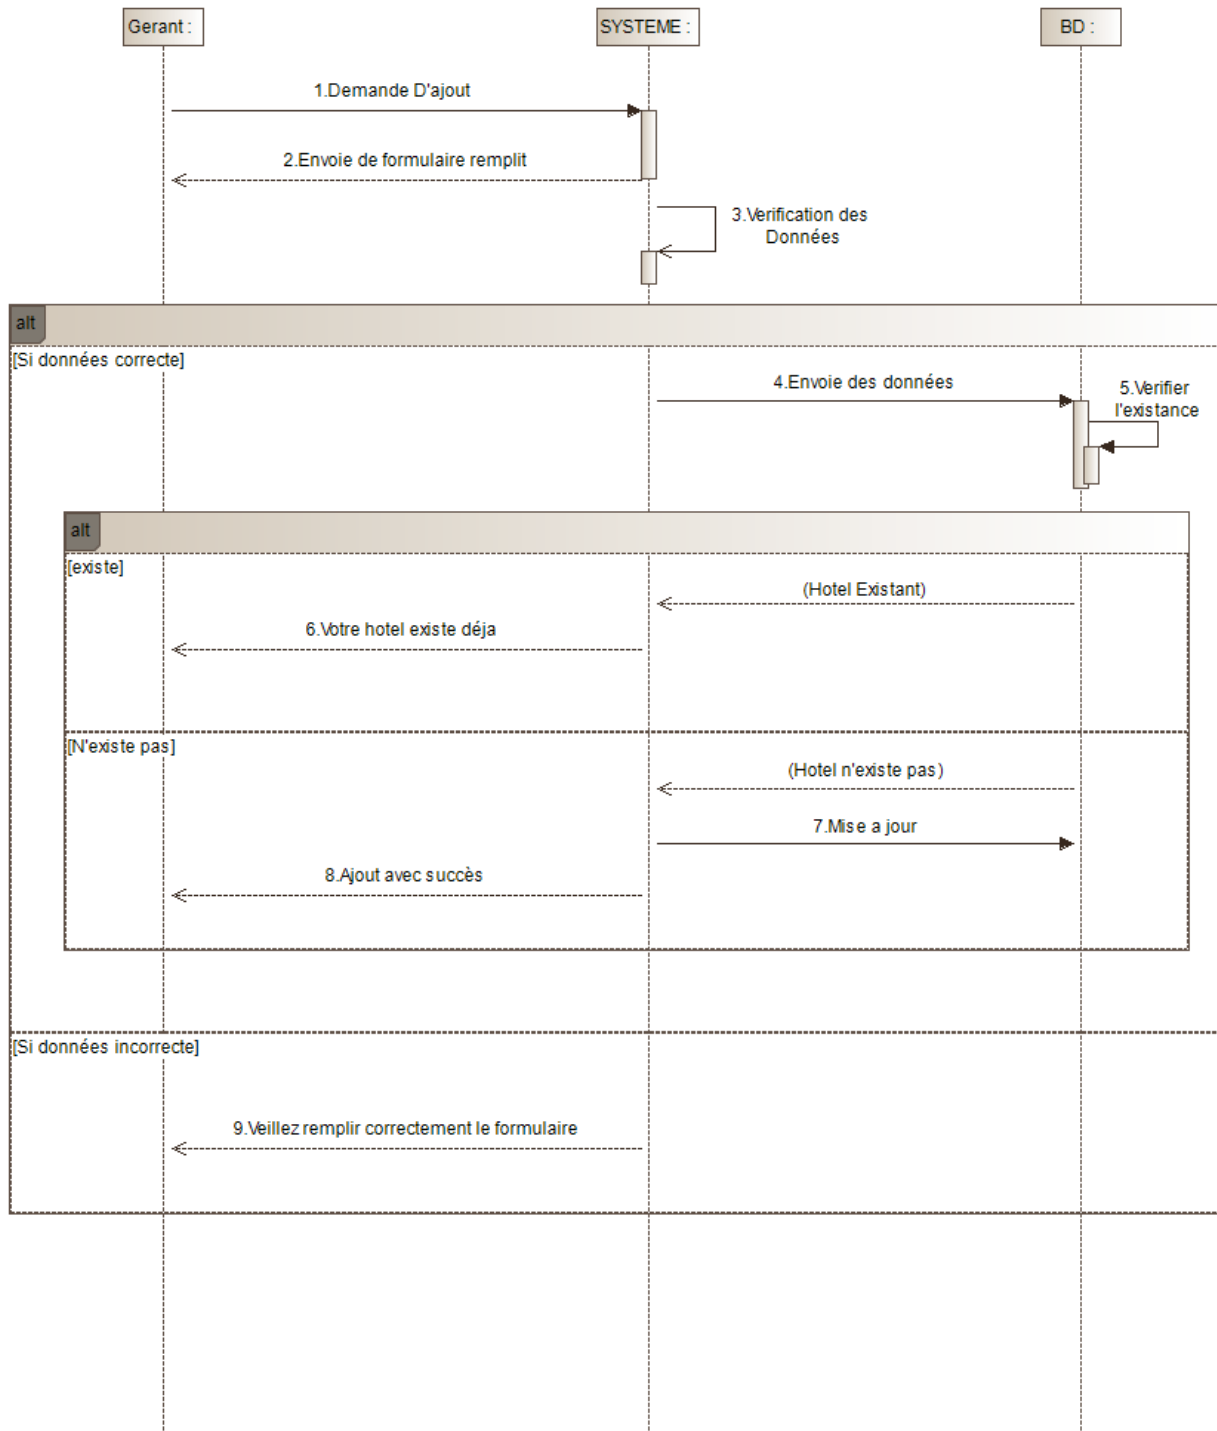 Gerant :
SYSTEME :
BD :
1.Demande D'ajout
2.Envoie de formulaire remplit
3.Verification des
Données
alt
[Si données correcte]
4.Envoie des données
5.Verifier
l'existance
alt
[existe]
(Hotel Existant)
6.Votre hotel existe déja
[N'existe pas]
(Hotel n'existe pas)
7.Mise a jour
8.Ajout avec succès
[Si données incorrecte]
9.Veillez remplir correctement le formulaire